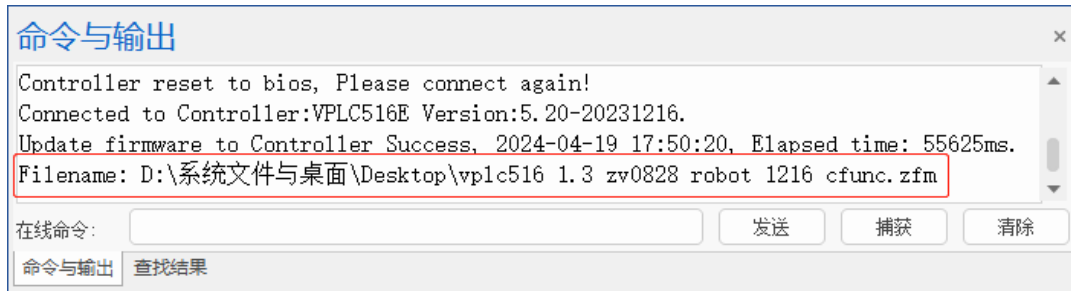 命令与输出
Controller reset to bios, Please connect again!
Connected to Controller:VPLC516E Version:5.20-20231216.
Update firmware to Controller Success, 2024-04-19 17:50:20, Elapsed time: 55625ms.
Filename: D:\系统文件与桌面\Desktop\vplc516 1.3 zv0828 robot 1216 cfunc.zfm
在线命令: 发送 捕获 清除
命令与输出 查找结果